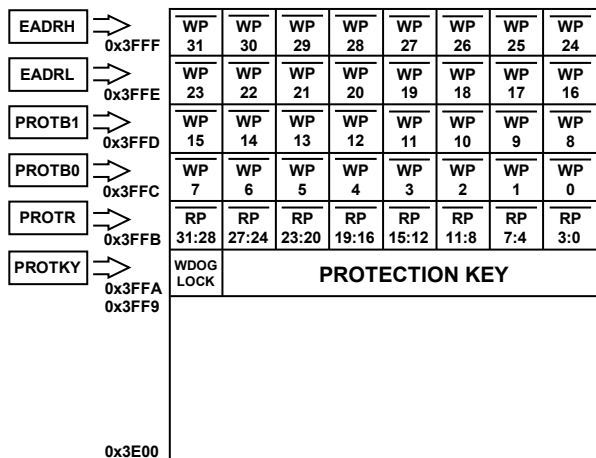 EADRH
0x3FFF
WP WP WP WP WP WP WP WP
31 30 29 28 27 26 25 24
EADRL
0x3FFE
WP WP WP WP WP WP WP WP
23 22 21 20 19 18 17 16
PROTB1
0x3FFD
WP WP WP WP WP WP WP WP
15 14 13 12 11 10 9 8
PROTB0
0x3FFC
WP WP WP WP WP WP WP WP
7 6 5 4 3 2 1 0
PROTR
0x3FFB
RP RP RP RP RP RP RP RP
31:28 27:24 23:20 19:16 15:12 11:8 7:4 3:0
PROTKY
0x3FFA
WDOG
LOCK
PROTECTION KEY
0x3FF9
0x3E00